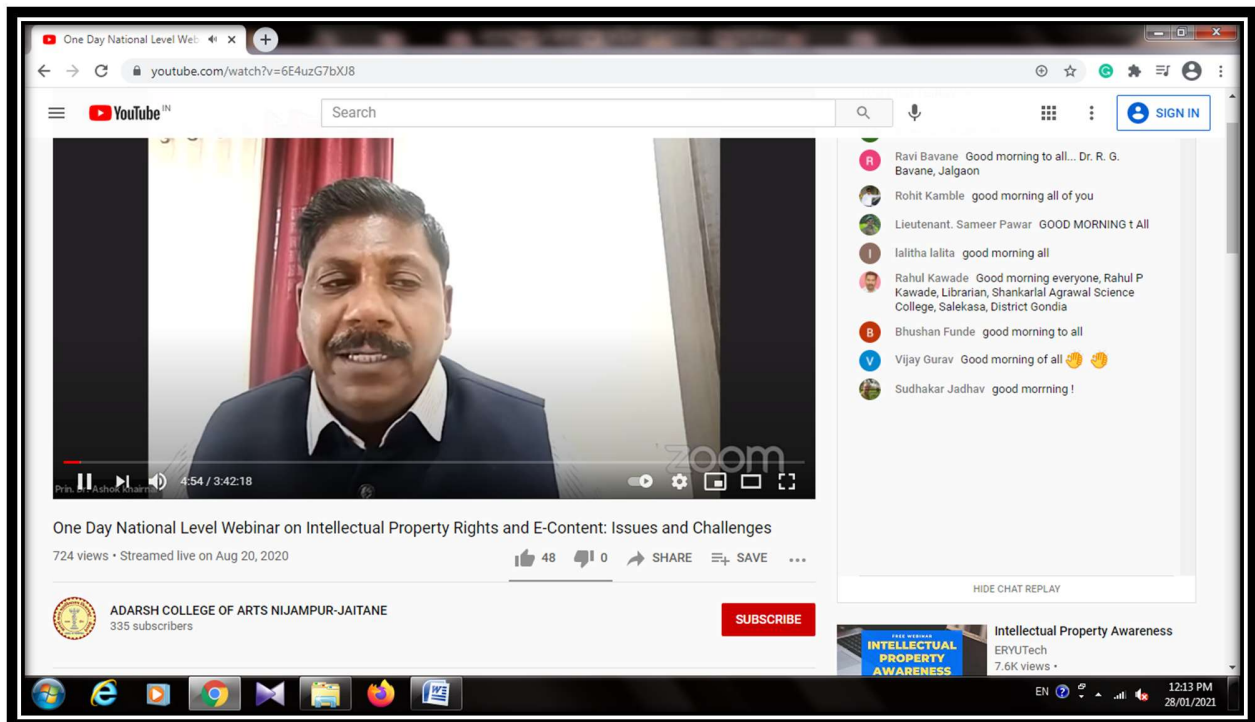 One Day National Level Web
youtube.com/watch?v=6E4uzG7bXJ8
YouTube IN
Search
SIGN IN
zoom
4:54 / 3:42:18
Prin. Dr. Ashok Khairnar
One Day National Level Webinar on Intellectual Property Rights and E-Content: Issues and Challenges
724 views • Streamed live on Aug 20, 2020
48
0
SHARE
SAVE
ADARSH COLLEGE OF ARTS NIJAMPUR-JAITANE
335 subscribers
SUBSCRIBE
R
Ravi Bavane Good morning to all... Dr. R. G.
Bavane, Jalgaon
Rohit Kamble good morning all of you
Lieutenant. Sameer Pawar GOOD MORNING t All
l
lalitha lalita good morning all
Rahul Kawade Good morning everyone, Rahul P
Kawade, Librarian, Shankarlal Agrawal Science
College, Salekasa, District Gondia
B
Bhushan Funde good morning to all
V
Vijay Gurav Good morning of all 👋 👋
Sudhakar Jadhav good morrning !
HIDE CHAT REPLAY
FREE WEBINAR
INTELLECTUAL
PROPERTY
AWARENESS
Intellectual Property Awareness
ERYUTech
7.6K views •
EN
12:13 PM
28/01/2021